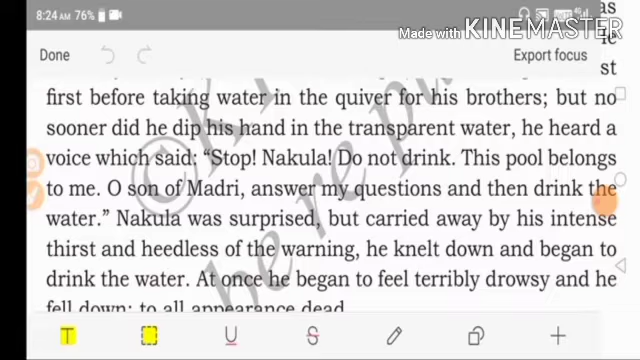 8:24 AM 76%
Made with KINEMASTER
as
Done
Export focus
st
first before taking water in the quiver for his brothers; but no
sooner did he dip his hand in the transparent water, he heard a
voice which said: “Stop! Nakula! Do not drink. This pool belongs
to me. O son of Madri, answer my questions and then drink the
water.” Nakula was surprised, but carried away by his intense
thirst and heedless of the warning, he knelt down and began to
drink the water. At once he began to feel terribly drowsy and he
fell down; to all appearance dead.
T U S